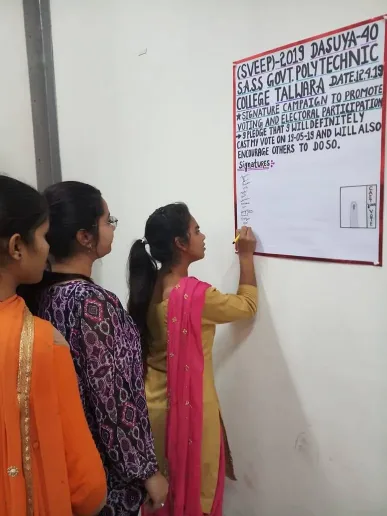 (SVEEP)-2019 DASUYA-40
S.A.S.S GOVT. POLYTECHNIC
COLLEGE TALWARA DATE:12.4.19
* SIGNATURE CAMPAIGN TO PROMOTE
VOTING AND ELECTORAL PARTICIPATION
→ I PLEDGE THAT I WILL DEFINITELY
CAST MY VOTE ON 19-05-19 AND WILL ALSO
ENCOURAGE OTHERS TO DO SO.
Signatures:-
CAST UR VOTE